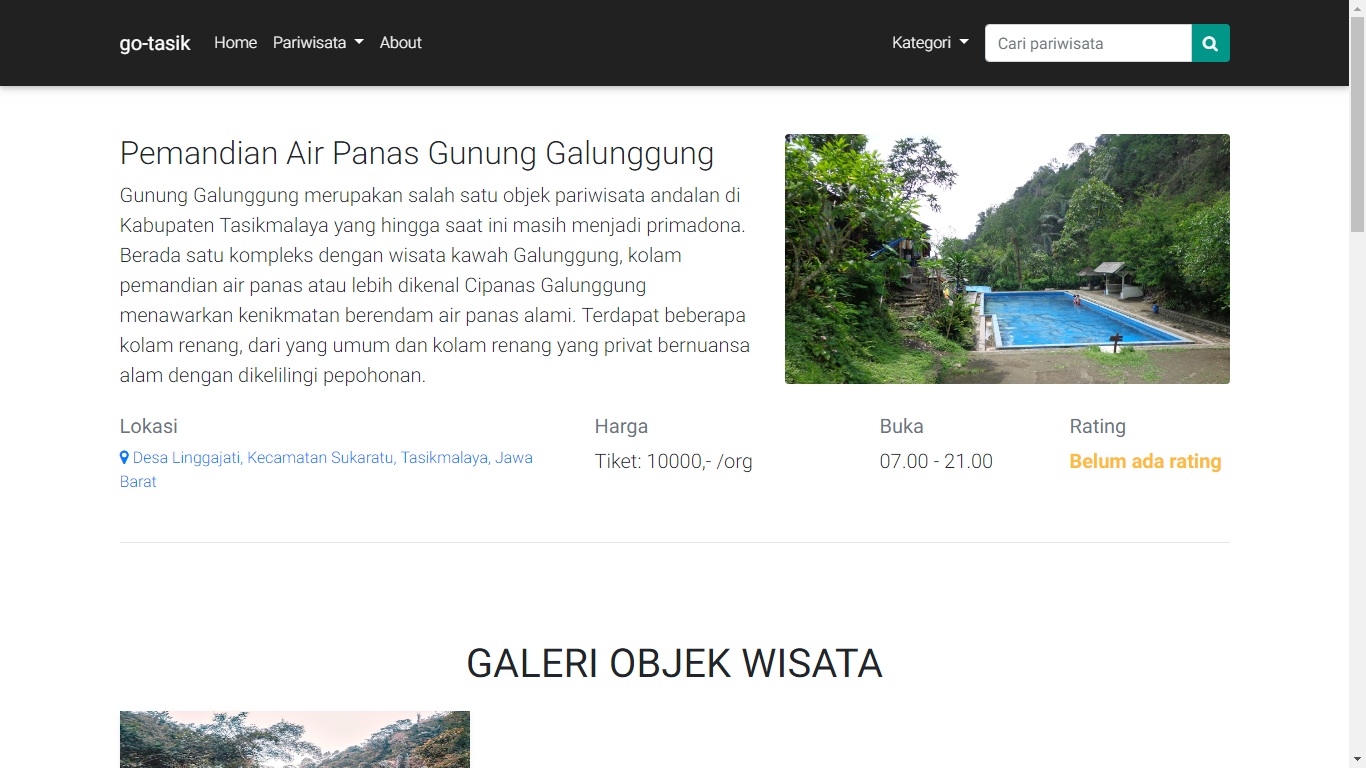 go-tasik Home Pariwisata About Kategori Cari pariwisata
Pemandian Air Panas Gunung Galunggung
Gunung Galunggung merupakan salah satu objek pariwisata andalan di
Kabupaten Tasikmalaya yang hingga saat ini masih menjadi primadona.
Berada satu kompleks dengan wisata kawah Galunggung, kolam
pemandian air panas atau lebih dikenal Cipanas Galunggung
menawarkan kenikmatan berendam air panas alami. Terdapat beberapa
kolam renang, dari yang umum dan kolam renang yang privat bernuansa
alam dengan dikelilingi pepohonan.
Lokasi
Desa Linggajati, Kecamatan Sukaratu, Tasikmalaya, Jawa
Barat
Harga
Tiket: 10000,- /org
Buka
07.00 - 21.00
Rating
Belum ada rating
GALERI OBJEK WISATA